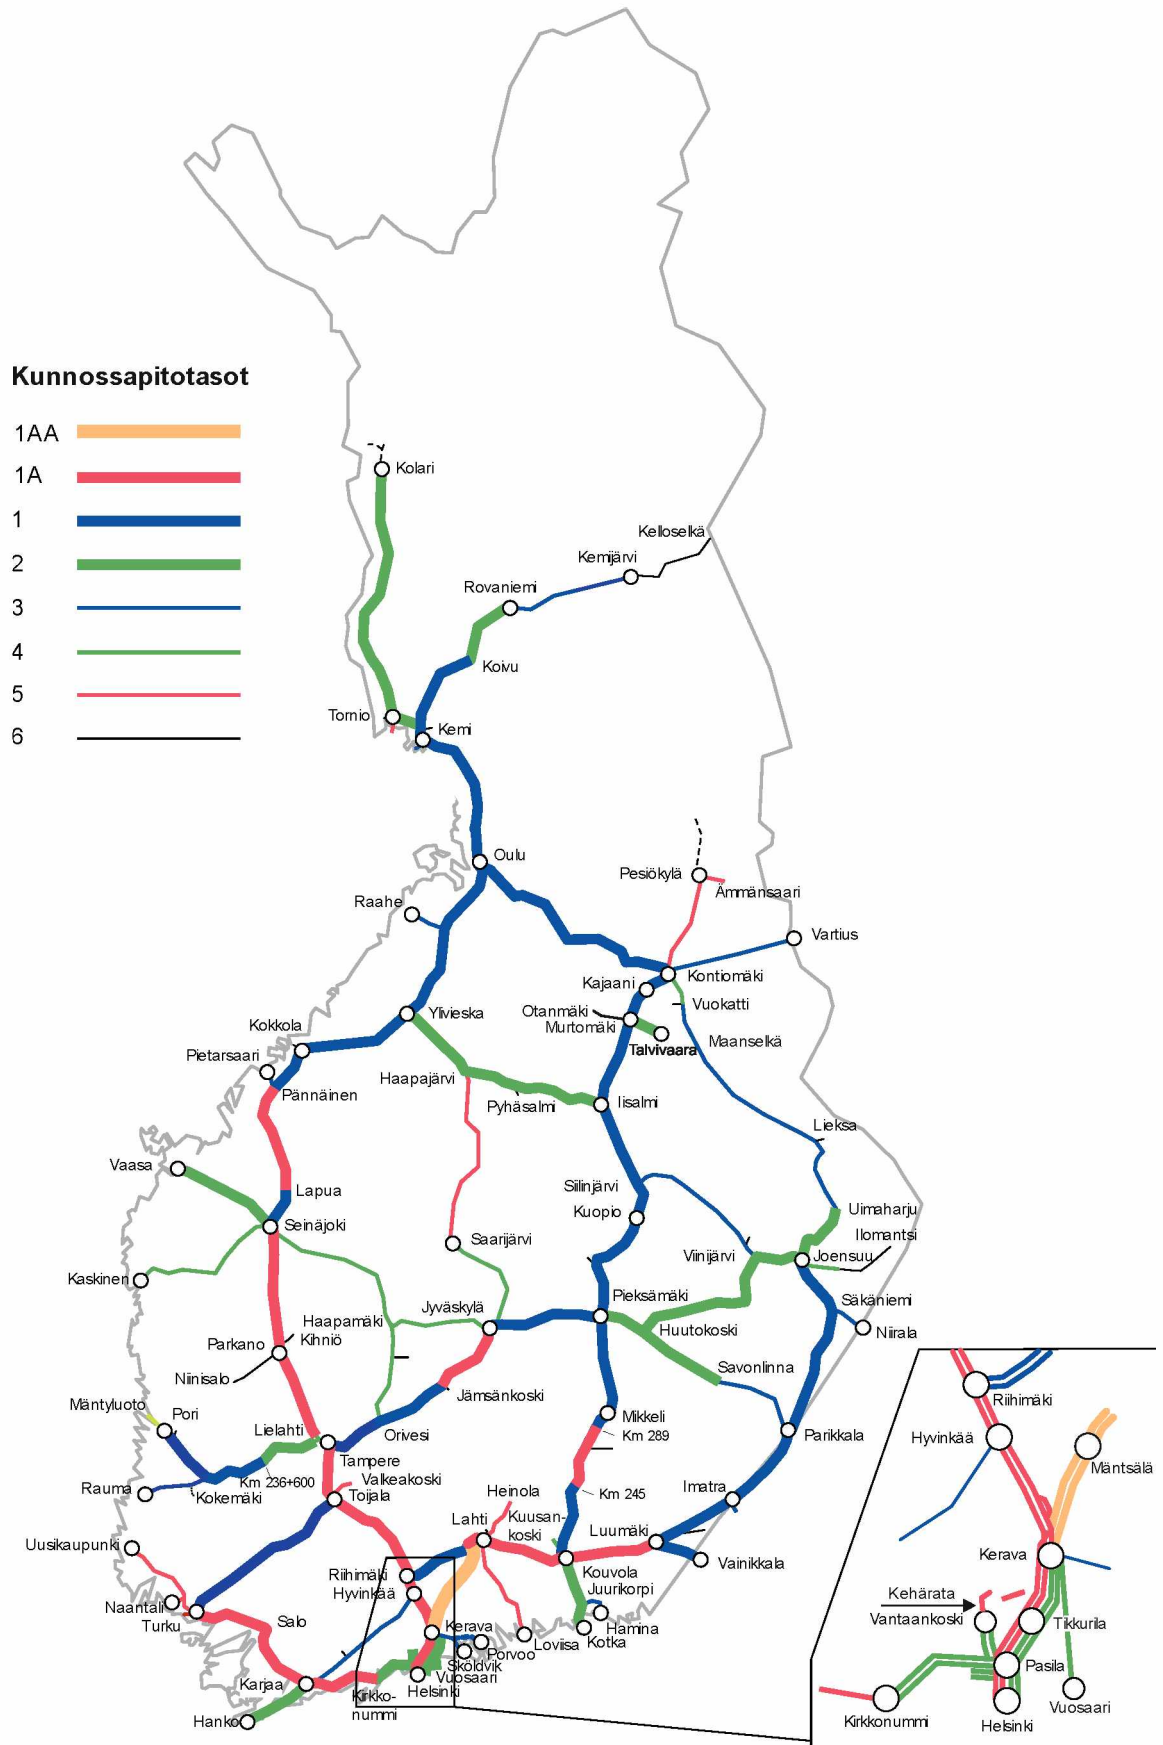 Kunnossapitotasot
1AA
1A
1
2
3
4
5
6
Kolari
Kelloselkä
Kemijärvi
Rovaniemi
Koivu
Tornio
Kemi
Oulu
Pesiökylä
Ämmänsaari
Raahe
Vartius
Kontiomäki
Kajaani
Vuokatti
Otanmäki
Murtomäki
Ylivieska
Kokkola
Maanselkä
Talvivaara
Pietarsaari
Haapajärvi
Pännäinen
Pyhäsalmi
Iisalmi
Lieksa
Vaasa
Lapua
Siilinjärvi
Kuopio
Uimaharju
Seinäjoki
Ilomantsi
Saarijärvi
Viinijärvi
Joensuu
Kaskinen
Pieksämäki
Säkäniemi
Jyväskylä
Haapamäki
Huutokoski
Niirala
Parkano
Kihniö
Savonlinna
Niinisalo
Jämsänkoski
Mäntyluoto
Pori
Mikkeli
Lielahti
Orivesi
Km 289
Parikkala
Tampere
Valkeakoski
Km 236+600
Rauma
Kokemäki
Toijala
Heinola
Km 245
Imatra
Lahti
Kuusan-
koski
Luumäki
Uusikaupunki
Vainikkala
Riihimäki
Kouvola
Hyvinkää
Juurikorpi
Naantali
Turku
Salo
Kerava
Hamina
Loviisa
Kotka
Porvoo
Sköldvik
Vuosaari
Karjaa
Helsinki
Kirkko-
nummi
Hanko
Riihimäki
Hyvinkää
Mäntsälä
Kerava
Kehärata
Vantaankoski
Tikkurila
Pasila
Vuosaari
Kirkkonummi
Helsinki